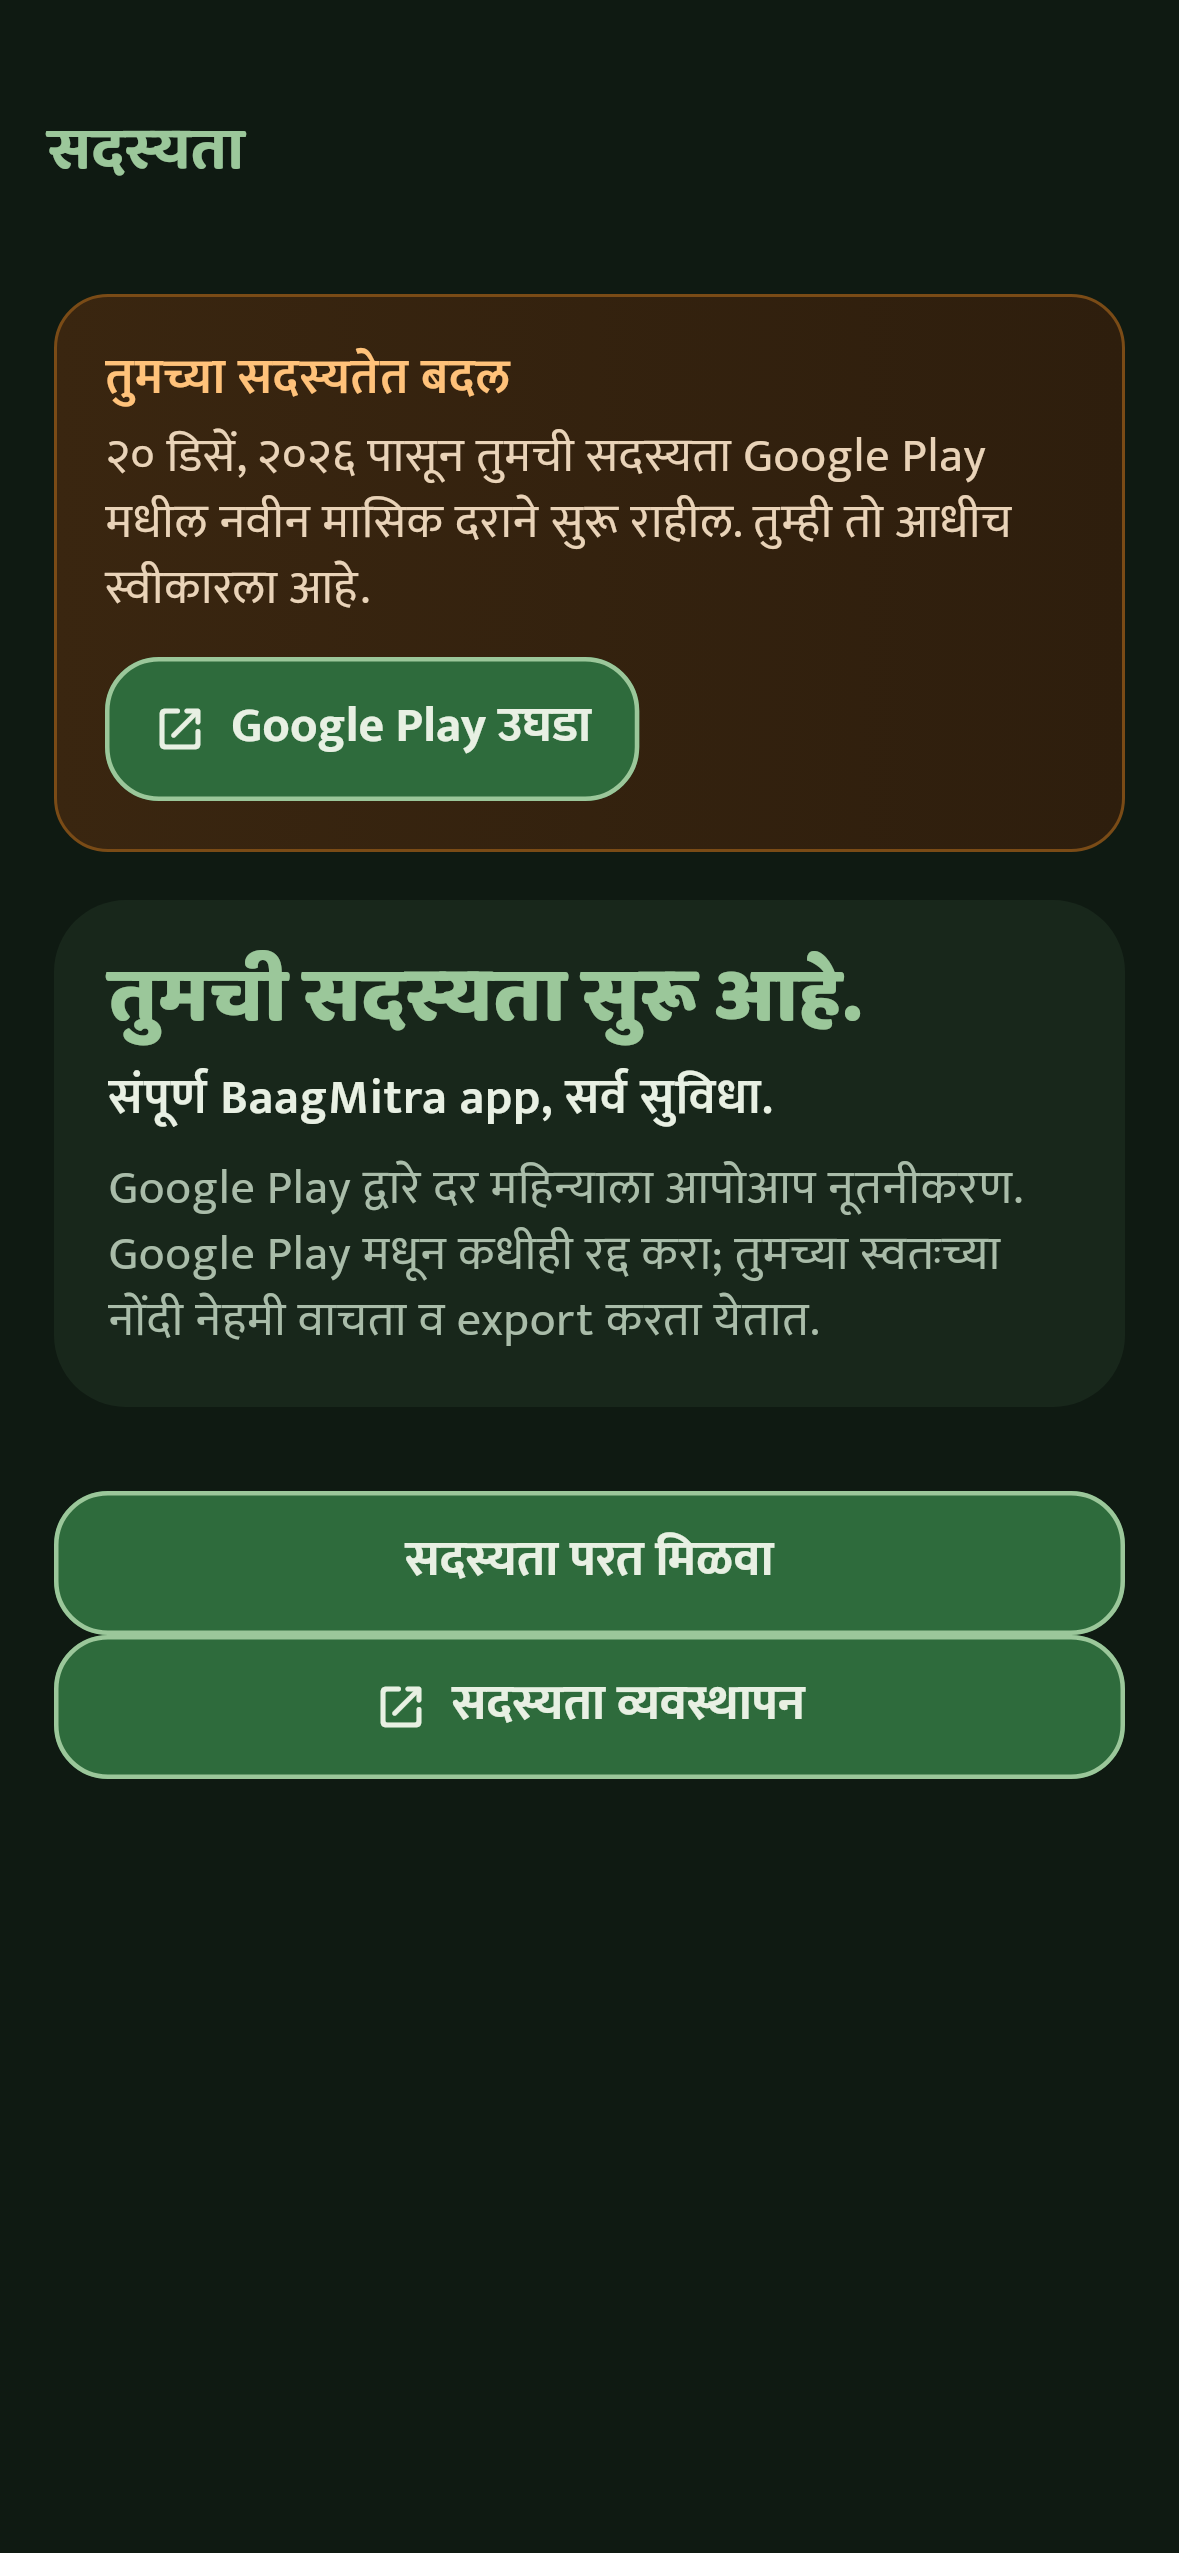 सदस्यता
तुमच्या सदस्यतेत बदल
२० डिसें, २०२६ पासून तुमची सदस्यता Google Play
मधील नवीन मासिक दराने सुरू राहील. तुम्ही तो आधीच
स्वीकारला आहे.
Google Play उघडा
तुमची सदस्यता सुरू आहे.
संपूर्ण BaagMitra app, सर्व सुविधा.
Google Play द्वारे दर महिन्याला आपोआप नूतनीकरण.
Google Play मधून कधीही रद्द करा; तुमच्या स्वतःच्या
नोंदी नेहमी वाचता व export करता येतात.
सदस्यता परत मिळवा
सदस्यता व्यवस्थापन